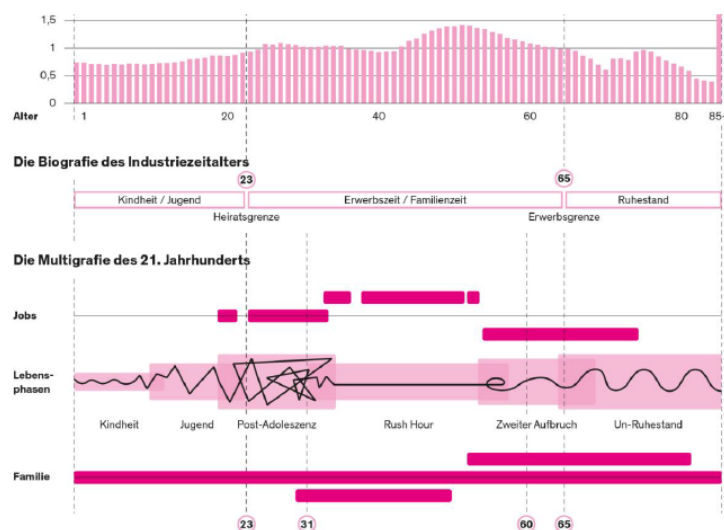 1,5
1
0,5
0
Alter 1 20 40 60 80 85+
Die Biografie des Industriezeitalters
23 65
Kindheit / Jugend Erwerbszeit / Familienzeit Ruhestand
Heiratsgrenze Erwerbsgrenze
Die Multigrafie des 21. Jahrhunderts
Jobs
Lebens-
phasen
Kindheit Jugend Post-Adoleszenz Rush Hour Zweiter Aufbruch Un-Ruhestand
Familie
23 31 60 65